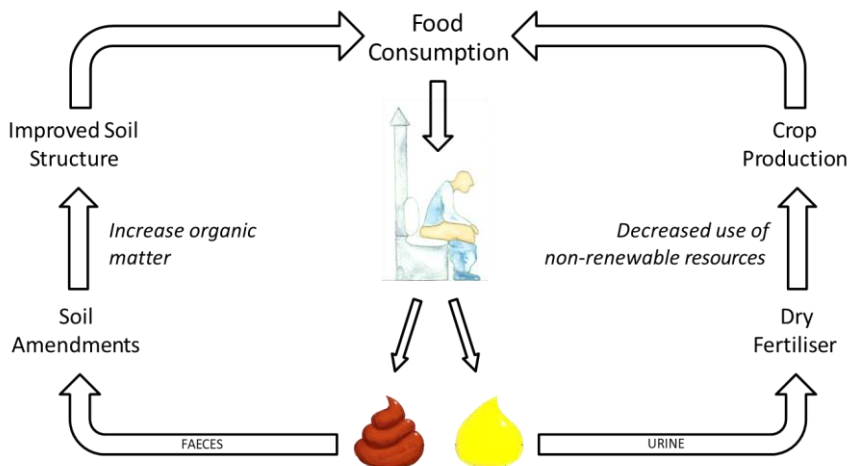 Food
Consumption
Improved Soil
Structure
Crop
Production
Increase organic
matter
Decreased use of
non-renewable resources
Soil
Amendments
Dry
Fertiliser
FAECES
URINE